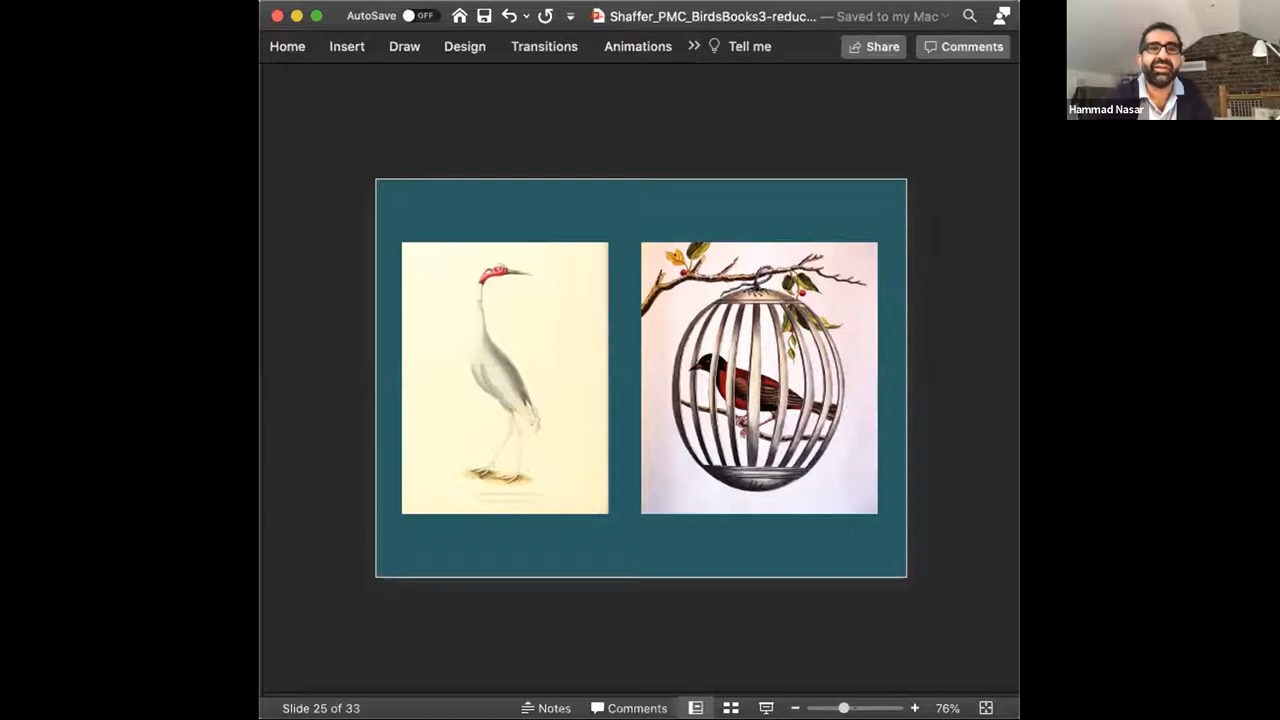 AutoSave OFF Shaffer_PMC_BirdsBooks3-reduc... — Saved to my Mac
Home Insert Draw Design Transitions Animations Tell me Share Comments
Hammad Nasar
Slide 25 of 33 Notes Comments 76%